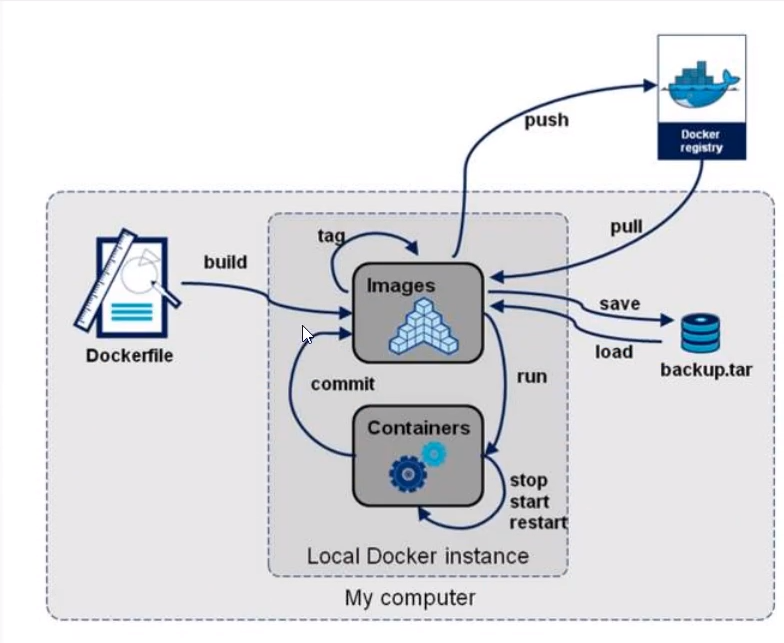 Docker
registry
push
pull
tag
build
Images
save
load
Dockerfile
backup.tar
commit
run
Containers
stop
start
restart
Local Docker instance
My computer